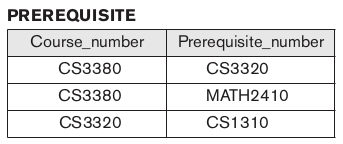 PREREQUISITE
Course_number Prerequisite_number
CS3380 CS3320
CS3380 MATH2410
CS3320 CS1310